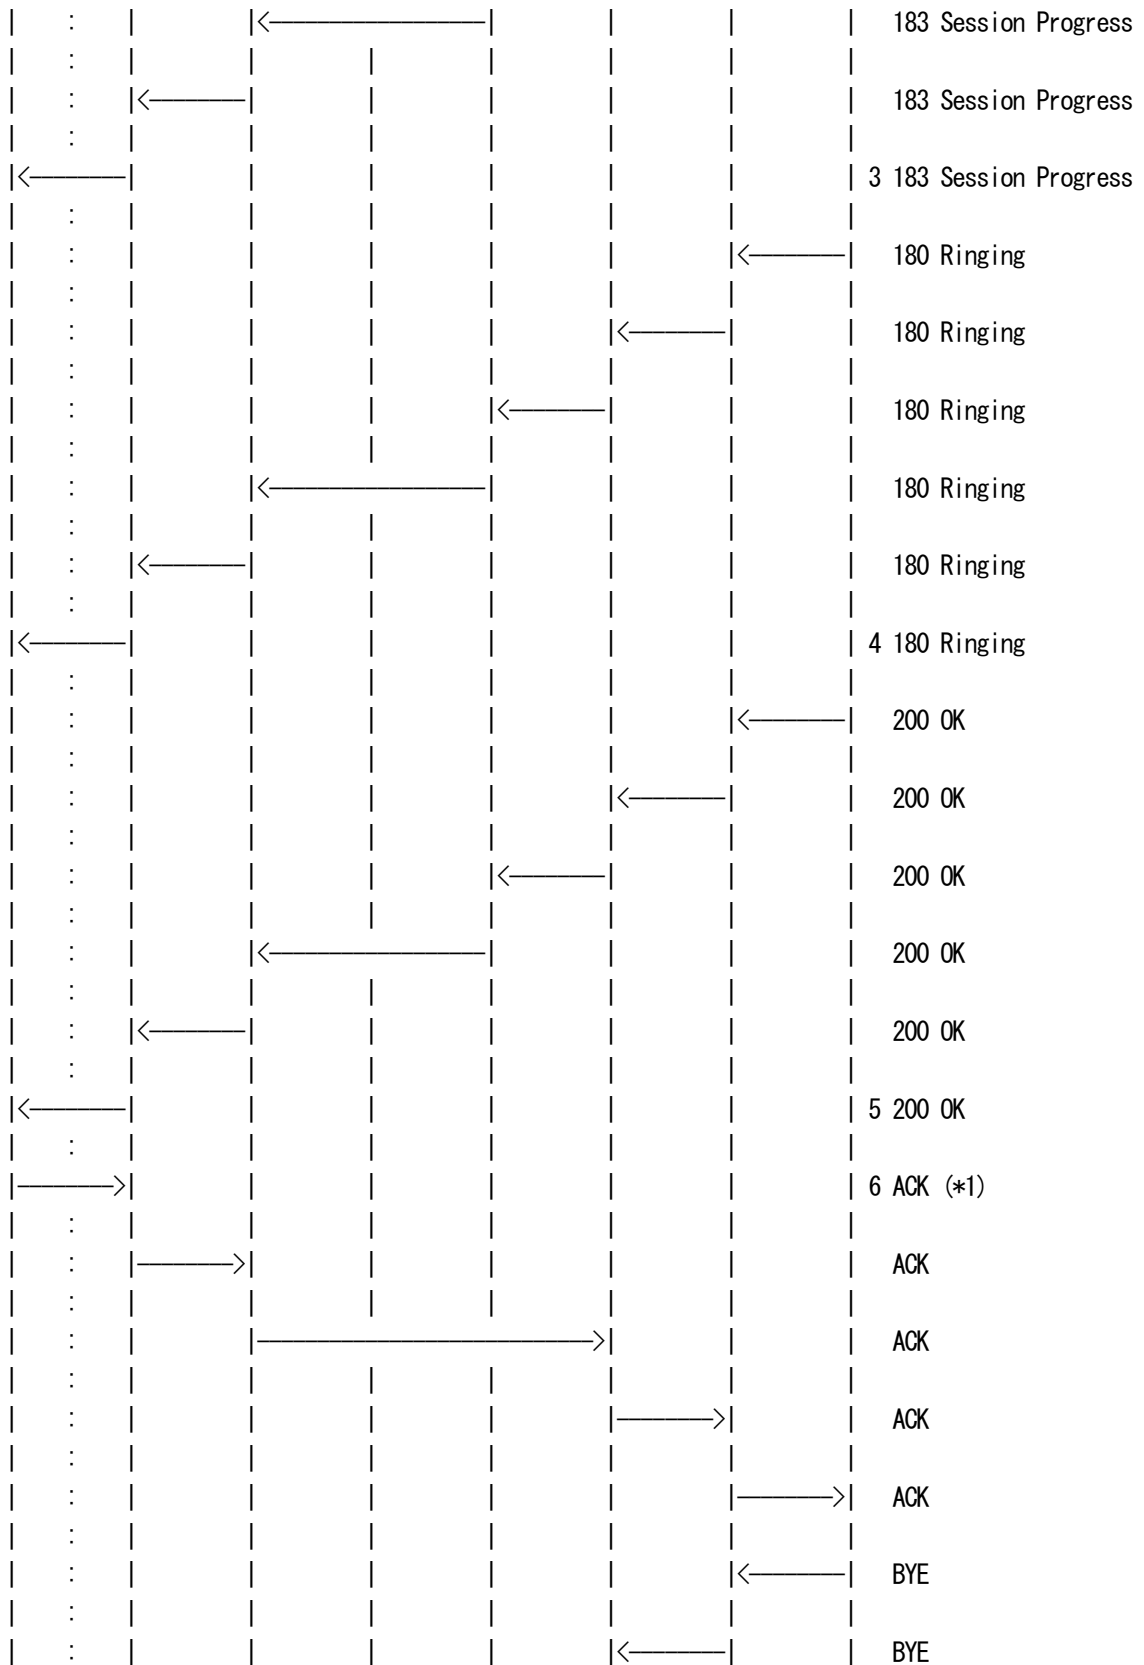 183 Session Progress
183 Session Progress
3 183 Session Progress
180 Ringing
180 Ringing
180 Ringing
180 Ringing
180 Ringing
4 180 Ringing
200 OK
200 OK
200 OK
200 OK
200 OK
5 200 OK
6 ACK (*1)
ACK
ACK
ACK
ACK
BYE
BYE